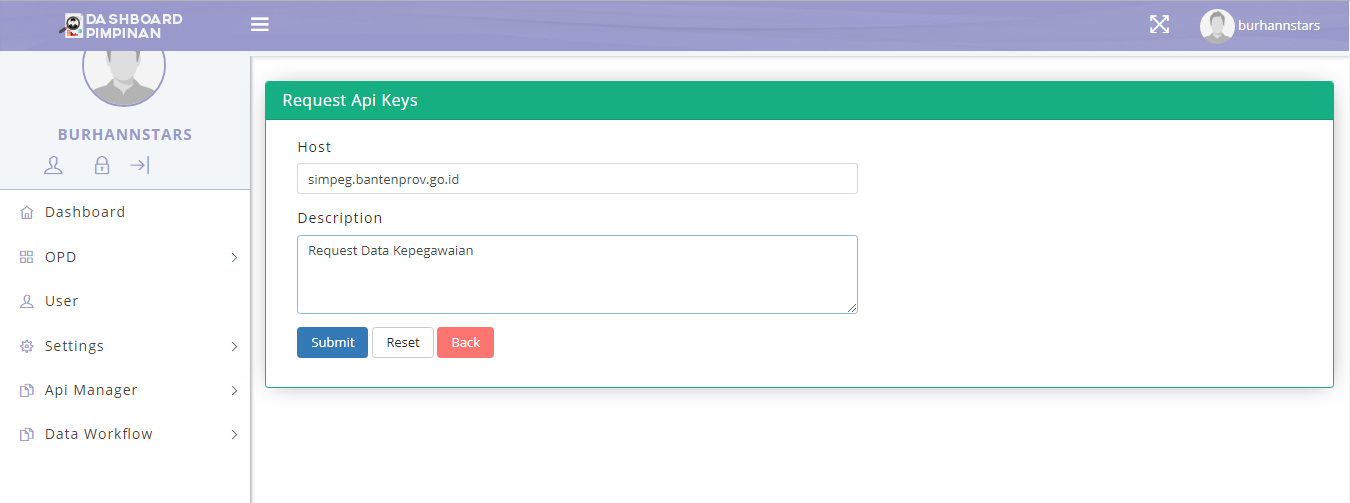 DASHBOARD
PIMPINAN
burhannstars
BURHANNSTARS
Dashboard
OPD
User
Settings
Api Manager
Data Workflow
Request Api Keys
Host
simpeg.bantenprov.go.id
Description
Request Data Kepegawaian
Submit Reset Back